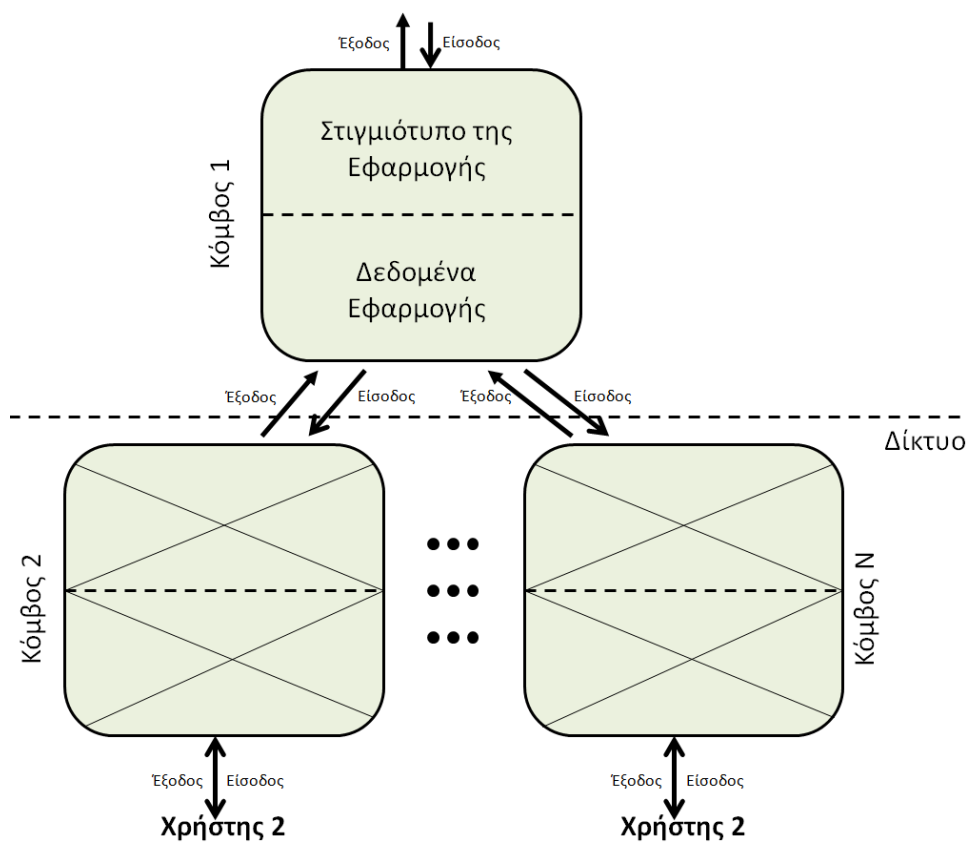 Έξοδος
Είσοδος
Στιγμιότυπο της
Εφαρμογής
Κόμβος 1
Δεδομένα
Εφαρμογής
Έξοδος
Είσοδος
Έξοδος
Είσοδος
Δίκτυο
Κόμβος 2
Κόμβος Ν
Έξοδος
Είσοδος
Έξοδος
Είσοδος
Χρήστης 2
Χρήστης 2